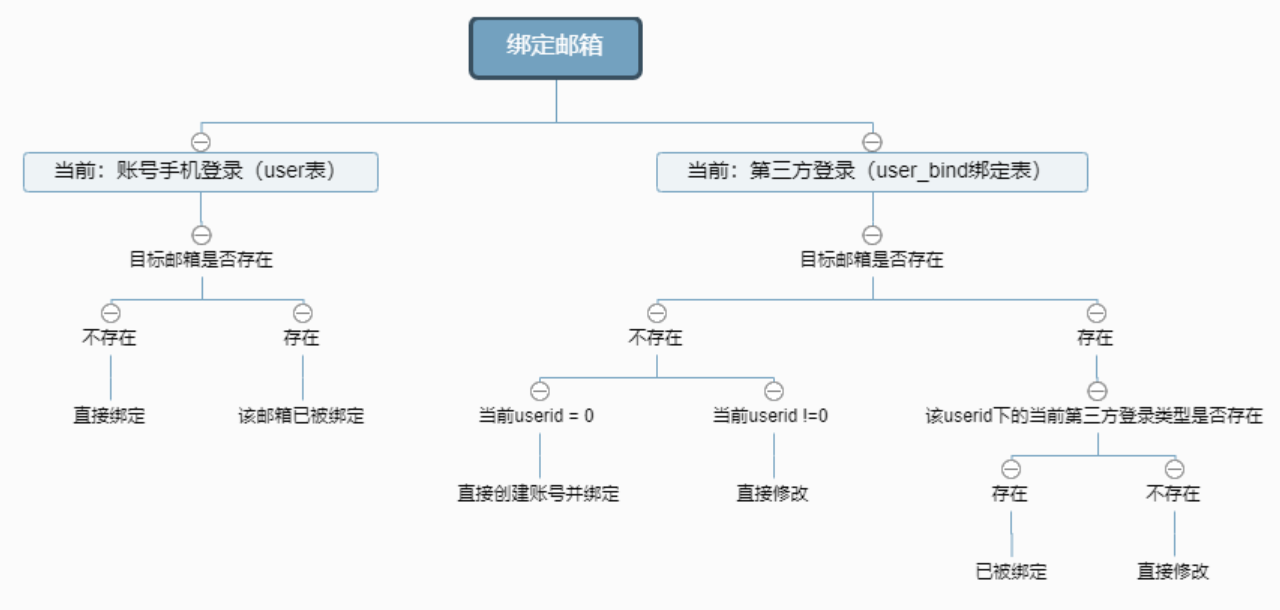 绑定邮箱
当前：账号手机登录（user表）
当前：第三方登录（user_bind绑定表）
目标邮箱是否存在
目标邮箱是否存在
不存在
存在
不存在
存在
直接绑定
该邮箱已被绑定
当前userid = 0
当前userid !=0
该userid下的当前第三方登录类型是否存在
直接创建账号并绑定
直接修改
存在
不存在
已被绑定
直接修改